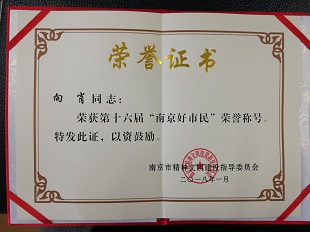 荣誉证书
向肖同志：
荣获第十六届“南京好市民”荣誉称号。
特发此证，以资鼓励。
南京市精神文明建设指导委员会
二〇一八年一月